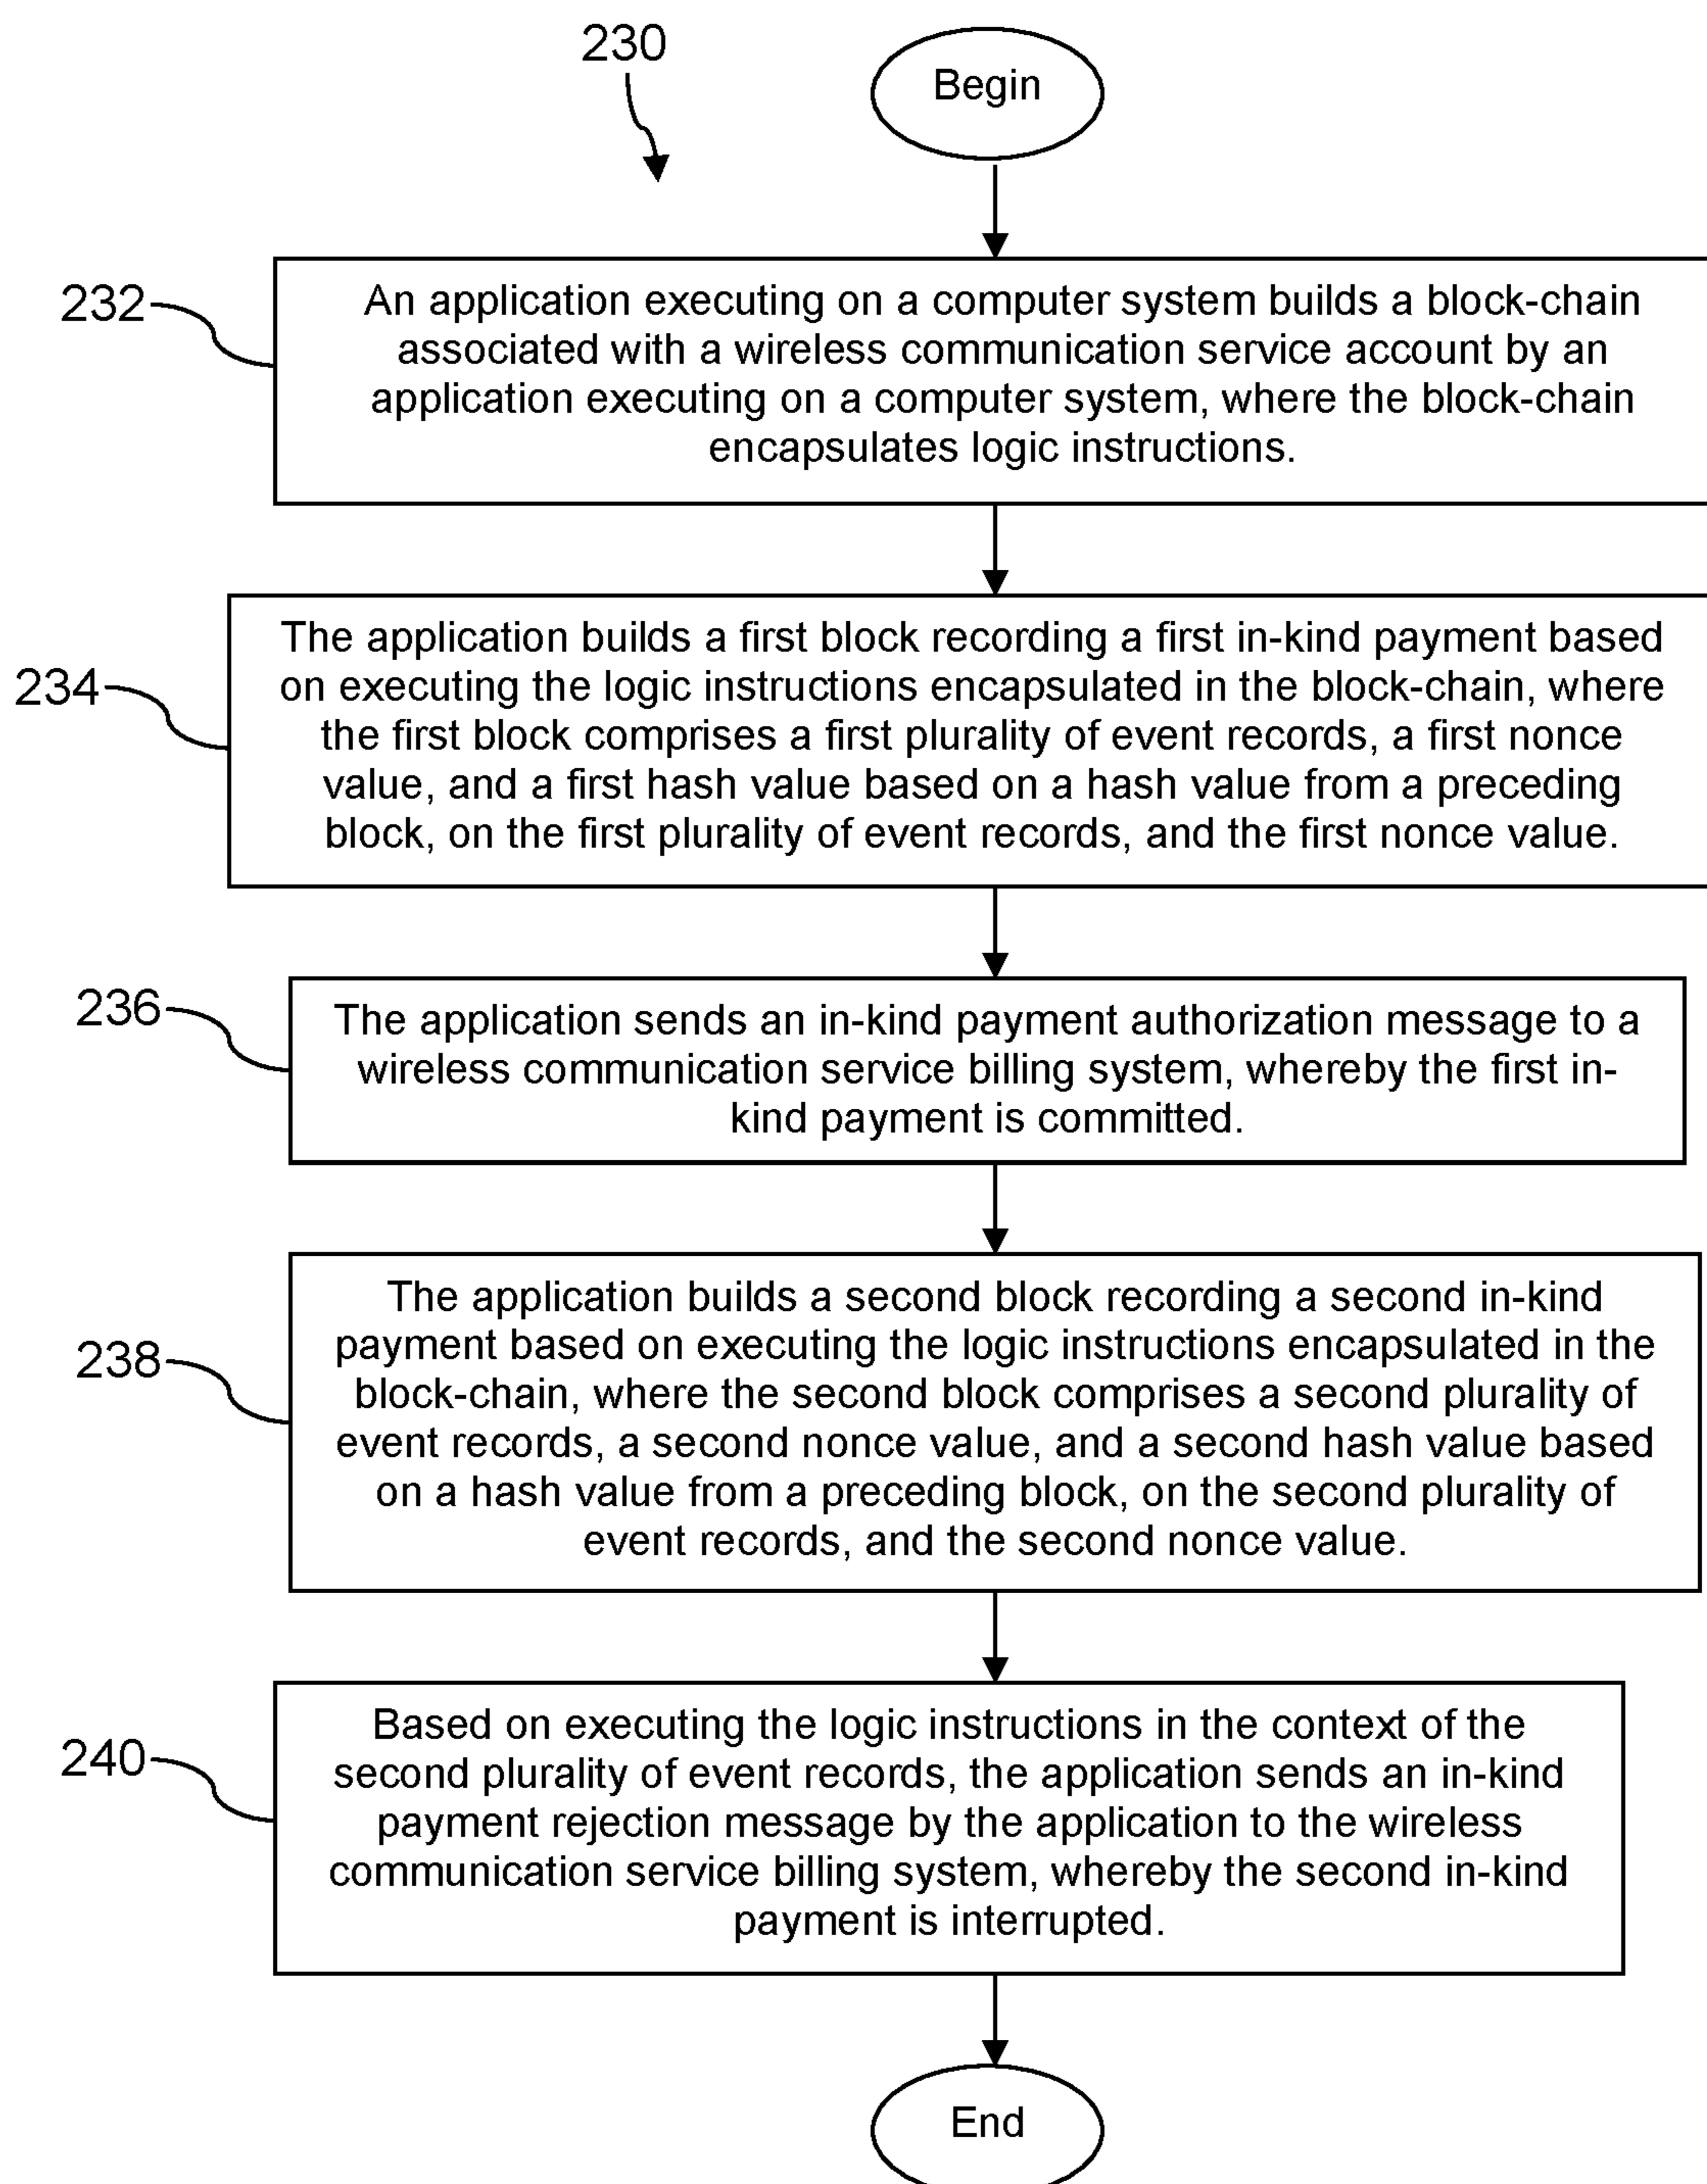 230
Begin
232
An application executing on a computer system builds a block-chain
associated with a wireless communication service account by an
application executing on a computer system, where the block-chain
encapsulates logic instructions.
234
The application builds a first block recording a first in-kind payment based
on executing the logic instructions encapsulated in the block-chain, where
the first block comprises a first plurality of event records, a first nonce
value, and a first hash value based on a hash value from a preceding
block, on the first plurality of event records, and the first nonce value.
236
The application sends an in-kind payment authorization message to a
wireless communication service billing system, whereby the first in-
kind payment is committed.
238
The application builds a second block recording a second in-kind
payment based on executing the logic instructions encapsulated in the
block-chain, where the second block comprises a second plurality of
event records, a second nonce value, and a second hash value based
on a hash value from a preceding block, on the second plurality of
event records, and the second nonce value.
240
Based on executing the logic instructions in the context of the
second plurality of event records, the application sends an in-kind
payment rejection message by the application to the wireless
communication service billing system, whereby the second in-kind
payment is interrupted.
End